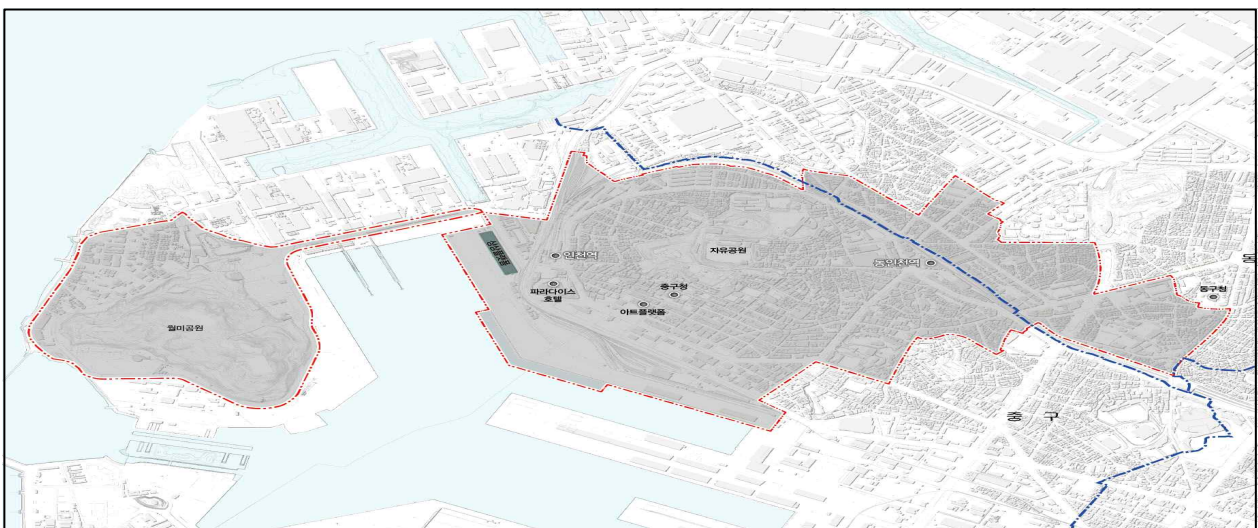 자유공원
인천역
동인천역
파라다이스
호텔
중구청
아트플랫폼
동구청
동
월미공원
중 구